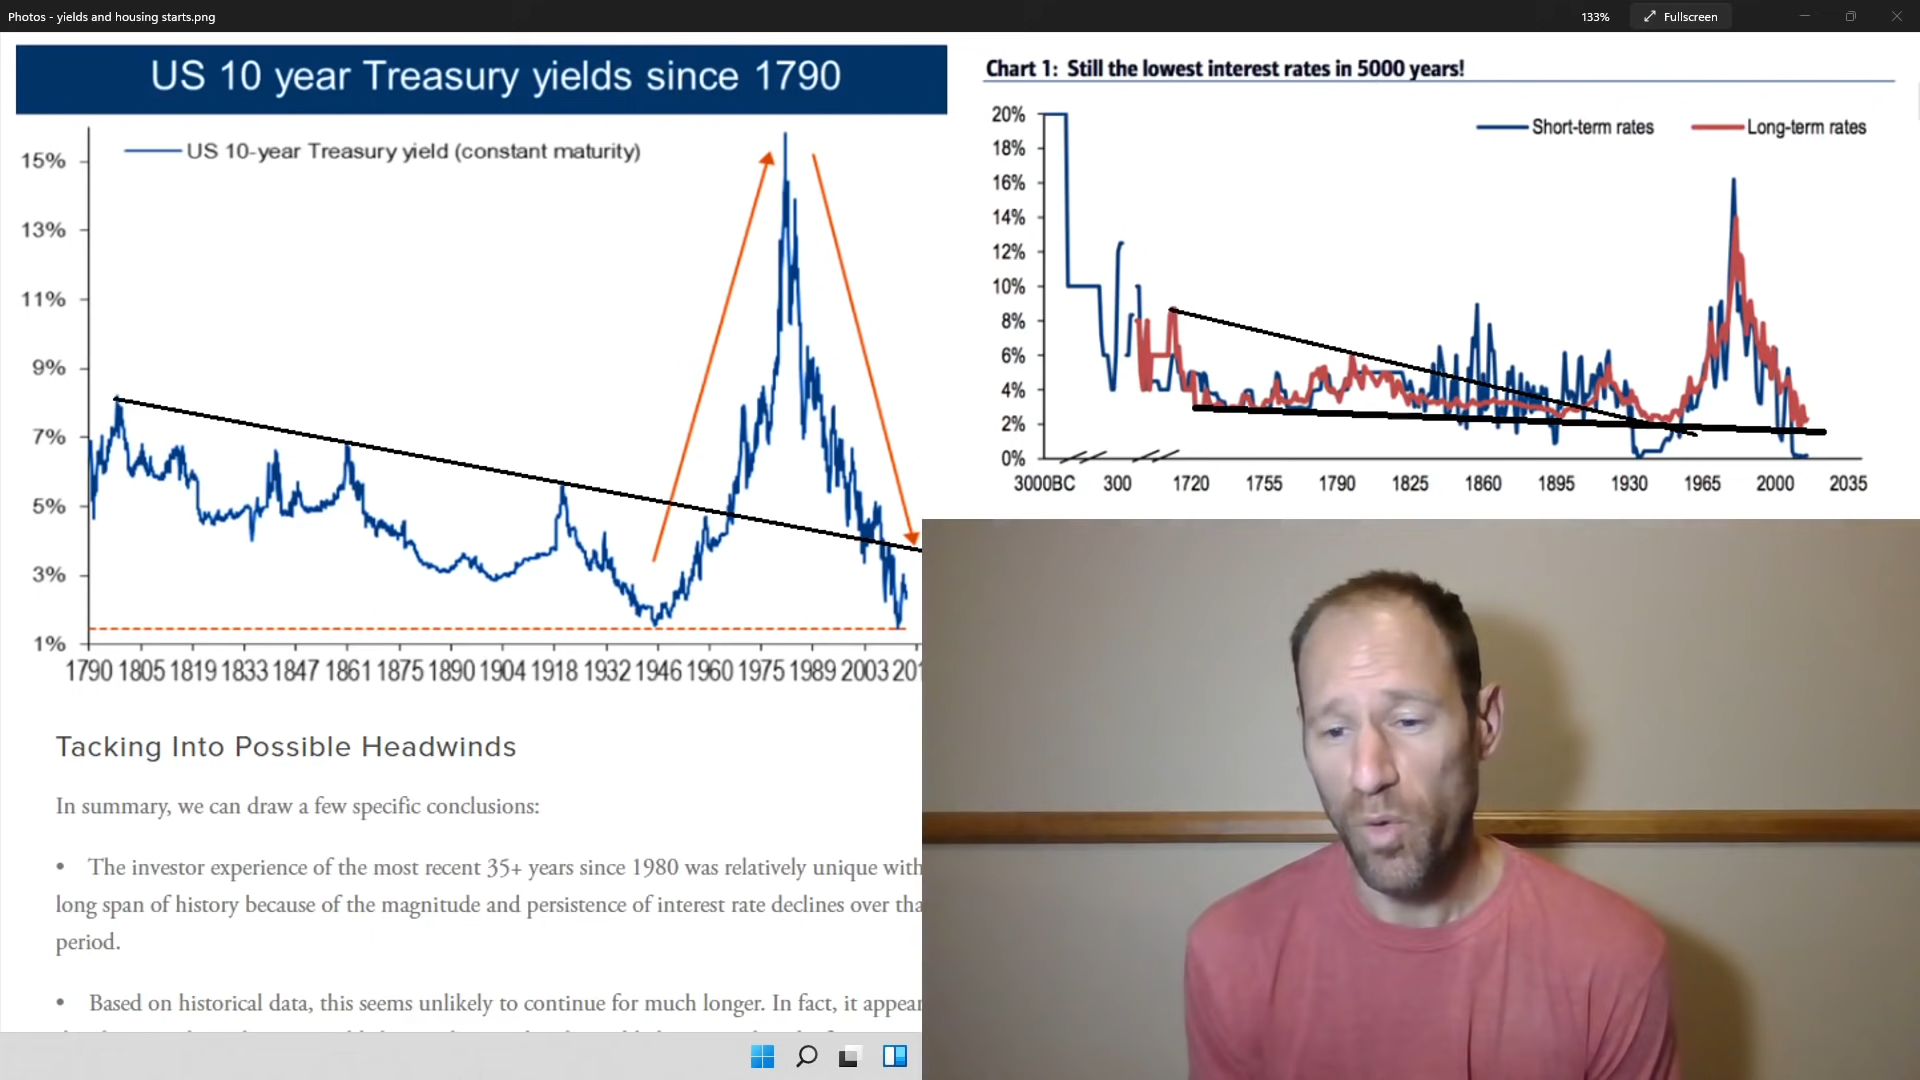 Photos - yields and housing starts.png
133%
Fullscreen
US 10 year Treasury yields since 1790
US 10-year Treasury yield (constant maturity)
15%
13%
11%
9%
7%
5%
3%
1%
1790 1805 1819 1833 1847 1861 1875 1890 1904 1918 1932 1946 1960 1975 1989 2003 201
Chart 1: Still the lowest interest rates in 5000 years!
Short-term rates
Long-term rates
20%
18%
16%
14%
12%
10%
8%
6%
4%
2%
0%
3000BC 300 1720 1755 1790 1825 1860 1895 1930 1965 2000 2035
Tacking Into Possible Headwinds
In summary, we can draw a few specific conclusions:
• The investor experience of the most recent 35+ years since 1980 was relatively unique with
long span of history because of the magnitude and persistence of interest rate declines over tha
period.
• Based on historical data, this seems unlikely to continue for much longer. In fact, it appear